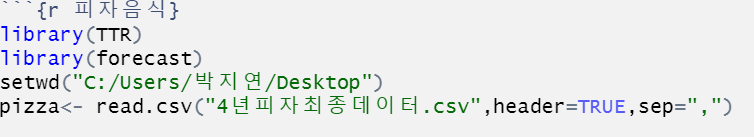 ```{r 피자음식}
library(TTR)
library(forecast)
setwd("C:/Users/박지연/Desktop")
pizza<- read.csv("4년피자최종데이터.csv",header=TRUE,sep=",")